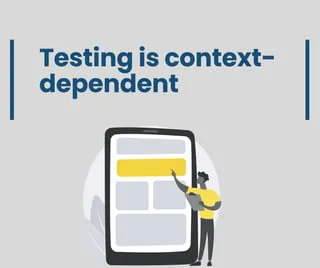 Testing is context-
dependent